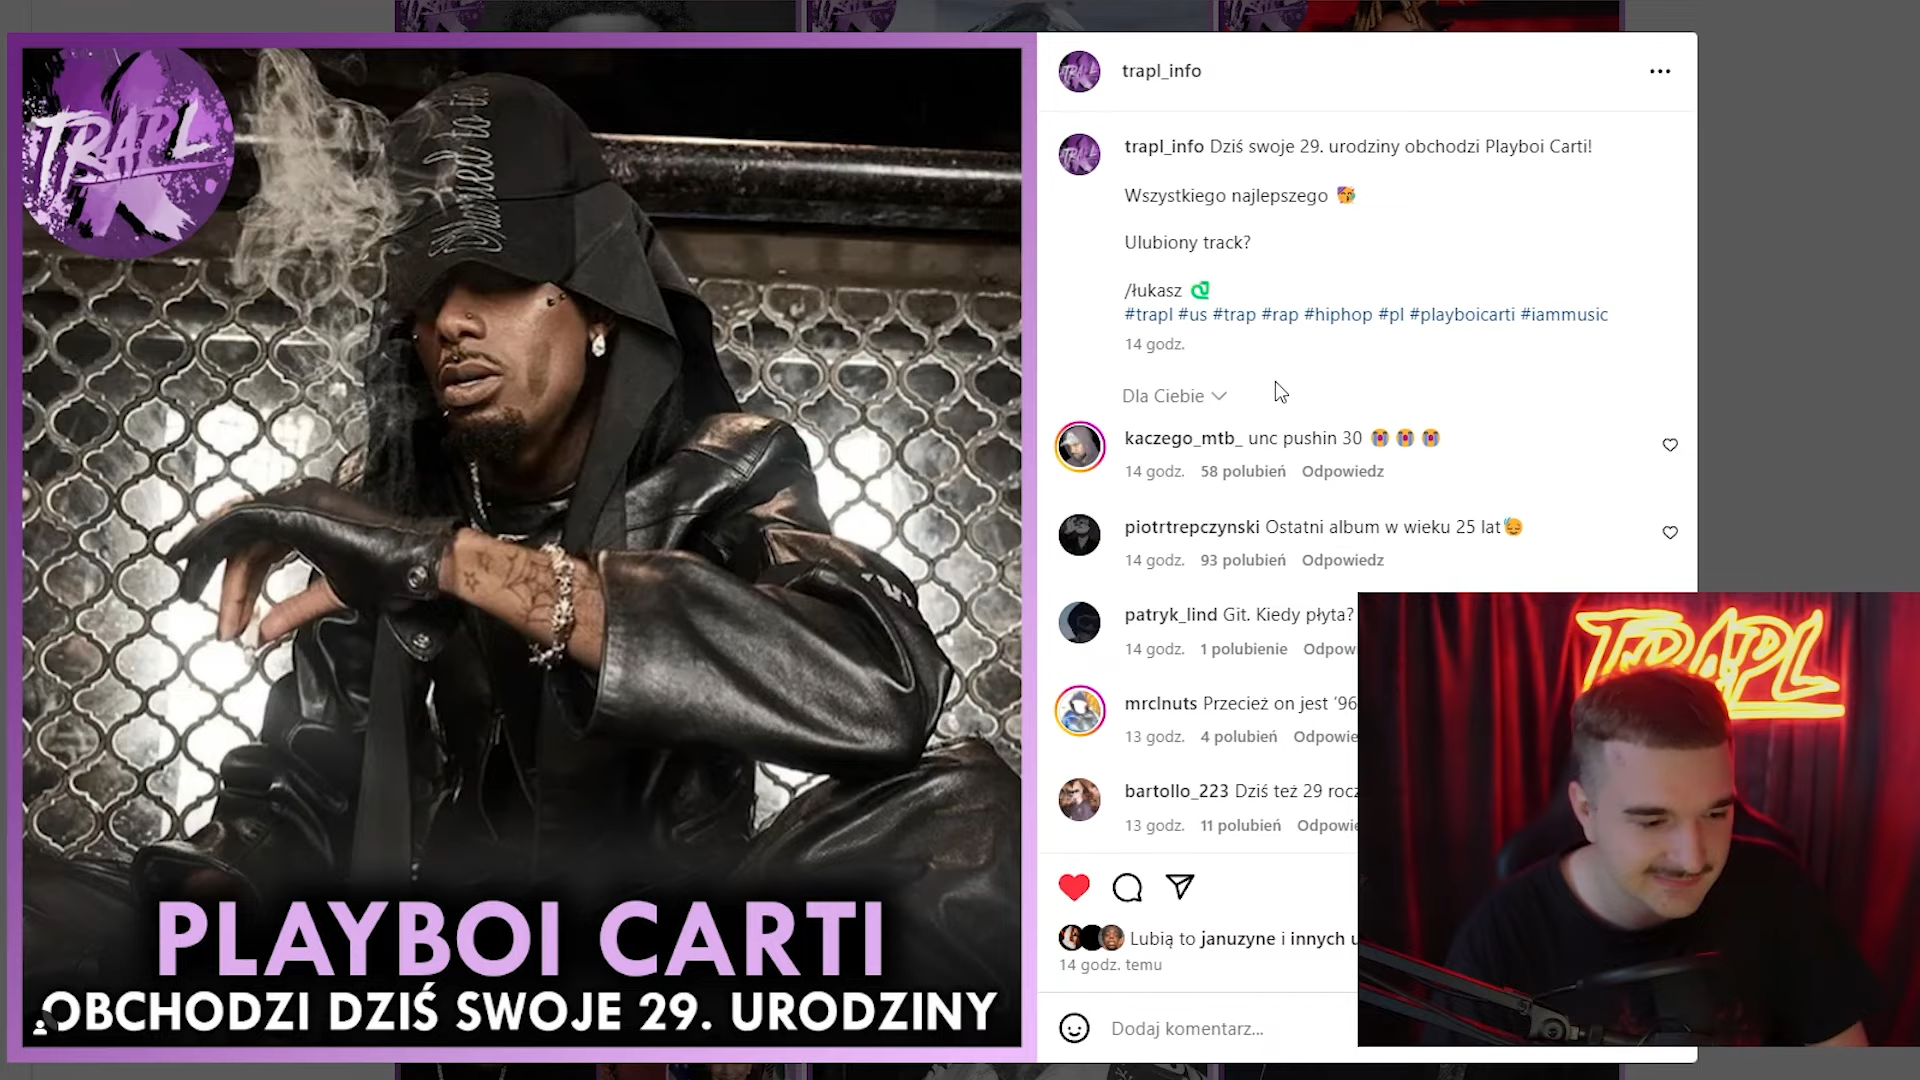 TRAPL
PLAYBOI CARTI
OBCHODZI DZIŚ SWOJE 29. URODZINY
trapl_info
trapl_info Dziś swoje 29. urodziny obchodzi Playboi Carti!
Wszystkiego najlepszego 🥳
Ulubiony track?
/łukasz
#trapl #us #trap #rap #hiphop #pl #playboicarti #iammusic
14 godz.
Dla Ciebie
kaczego_mtb_ unc pushin 30 😭 😭 😭
14 godz. 58 polubień Odpowiedz
piotrtrepczynski Ostatni album w wieku 25 lat😓
14 godz. 93 polubień Odpowiedz
patryk_lind Git. Kiedy płyta?
14 godz. 1 polubienie
mrclnuts Przecież on jest '96
13 godz. 4 polubień
bartollo_223 Dziś też 29
13 godz. 11 polubień
Lubią to januzyne i innych
14 godz. temu
Dodaj komentarz...
TRAPL